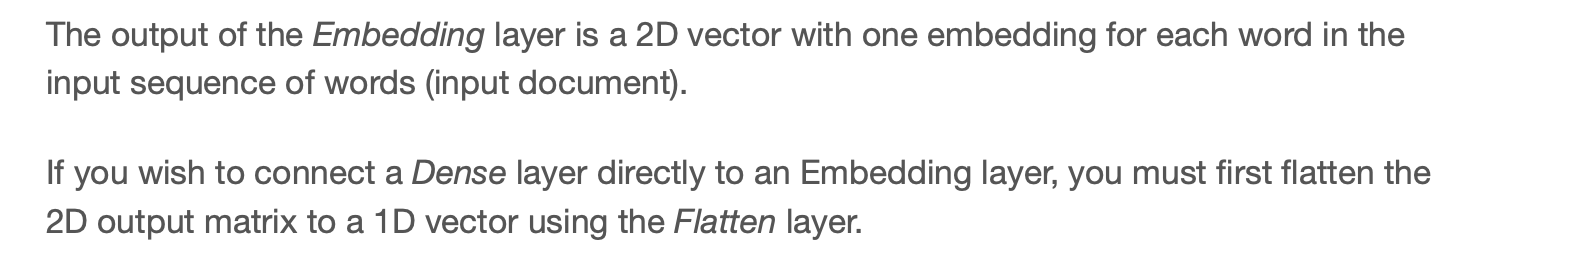 The output of the Embedding layer is a 2D vector with one embedding for each word in the
input sequence of words (input document).
If you wish to connect a Dense layer directly to an Embedding layer, you must first flatten the
2D output matrix to a 1D vector using the Flatten layer.